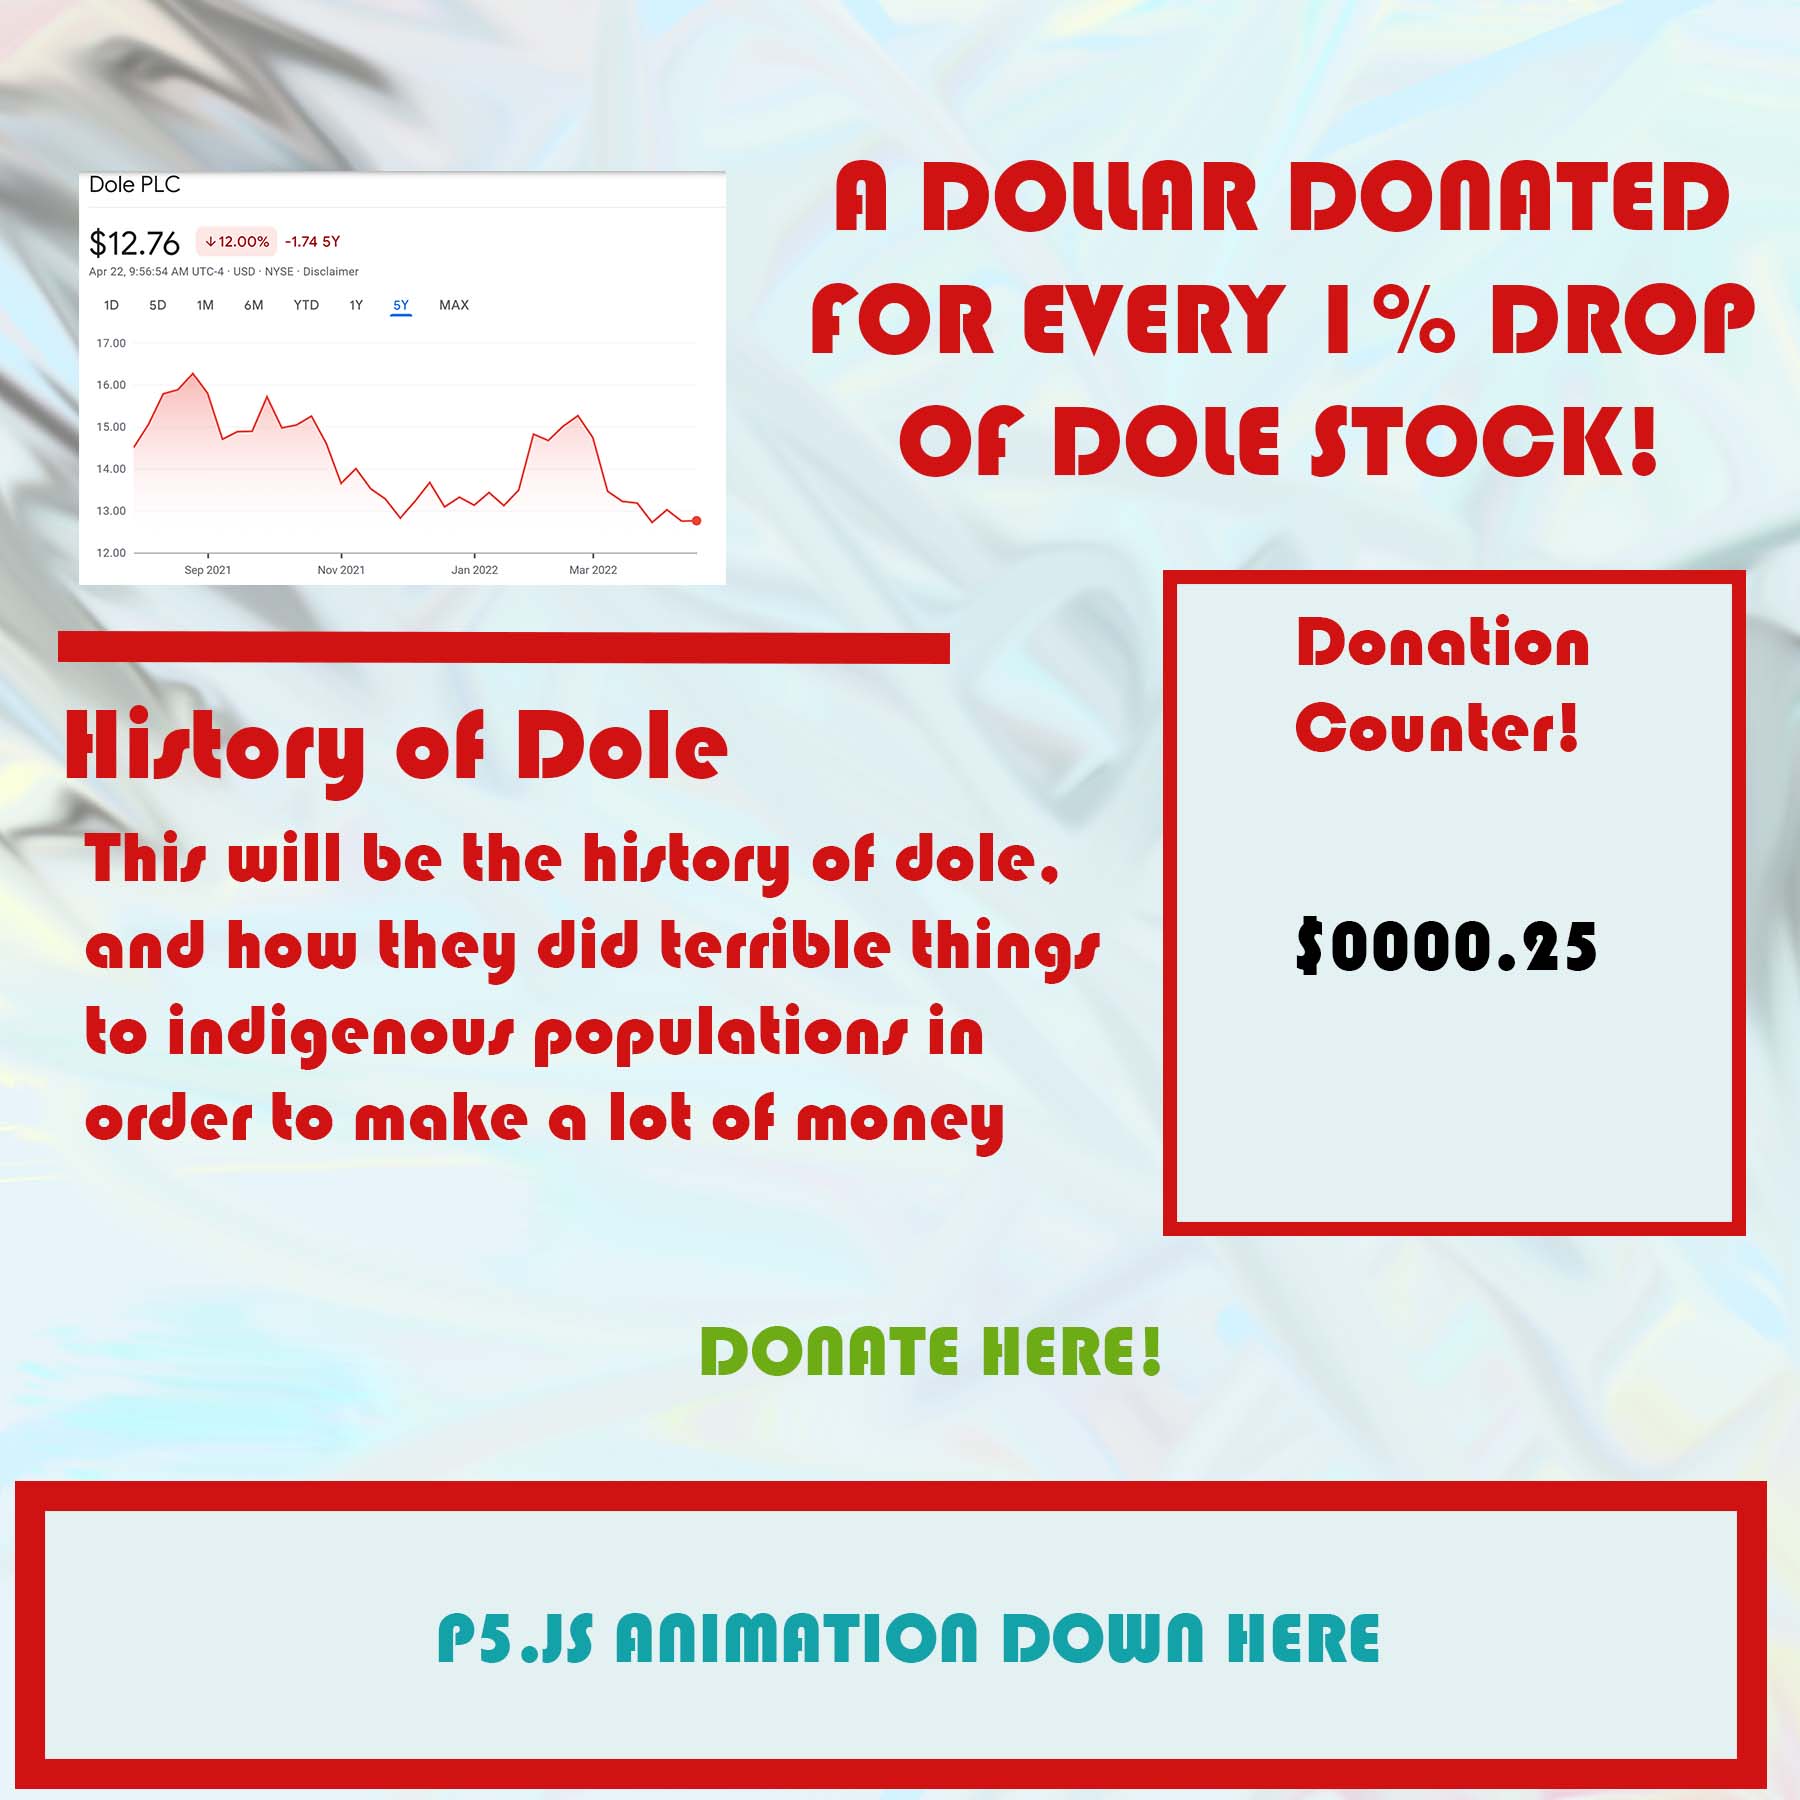 Dole PLC
$12.76 ↓12.00% -1.74 5Y
Apr 22, 9:56:54 AM UTC-4 · USD · NYSE · Disclaimer
1D 5D 1M 6M YTD 1Y 5Y MAX
17.00
16.00
15.00
14.00
13.00
12.00
Sep 2021 Nov 2021 Jan 2022 Mar 2022
A DOLLAR DONATED
FOR EVERY 1% DROP
OF DOLE STOCK!
History of Dole
This will be the history of dole,
and how they did terrible things
to indigenous populations in
order to make a lot of money
Donation
Counter!
$0000.25
DONATE HERE!
P5.JS ANIMATION DOWN HERE